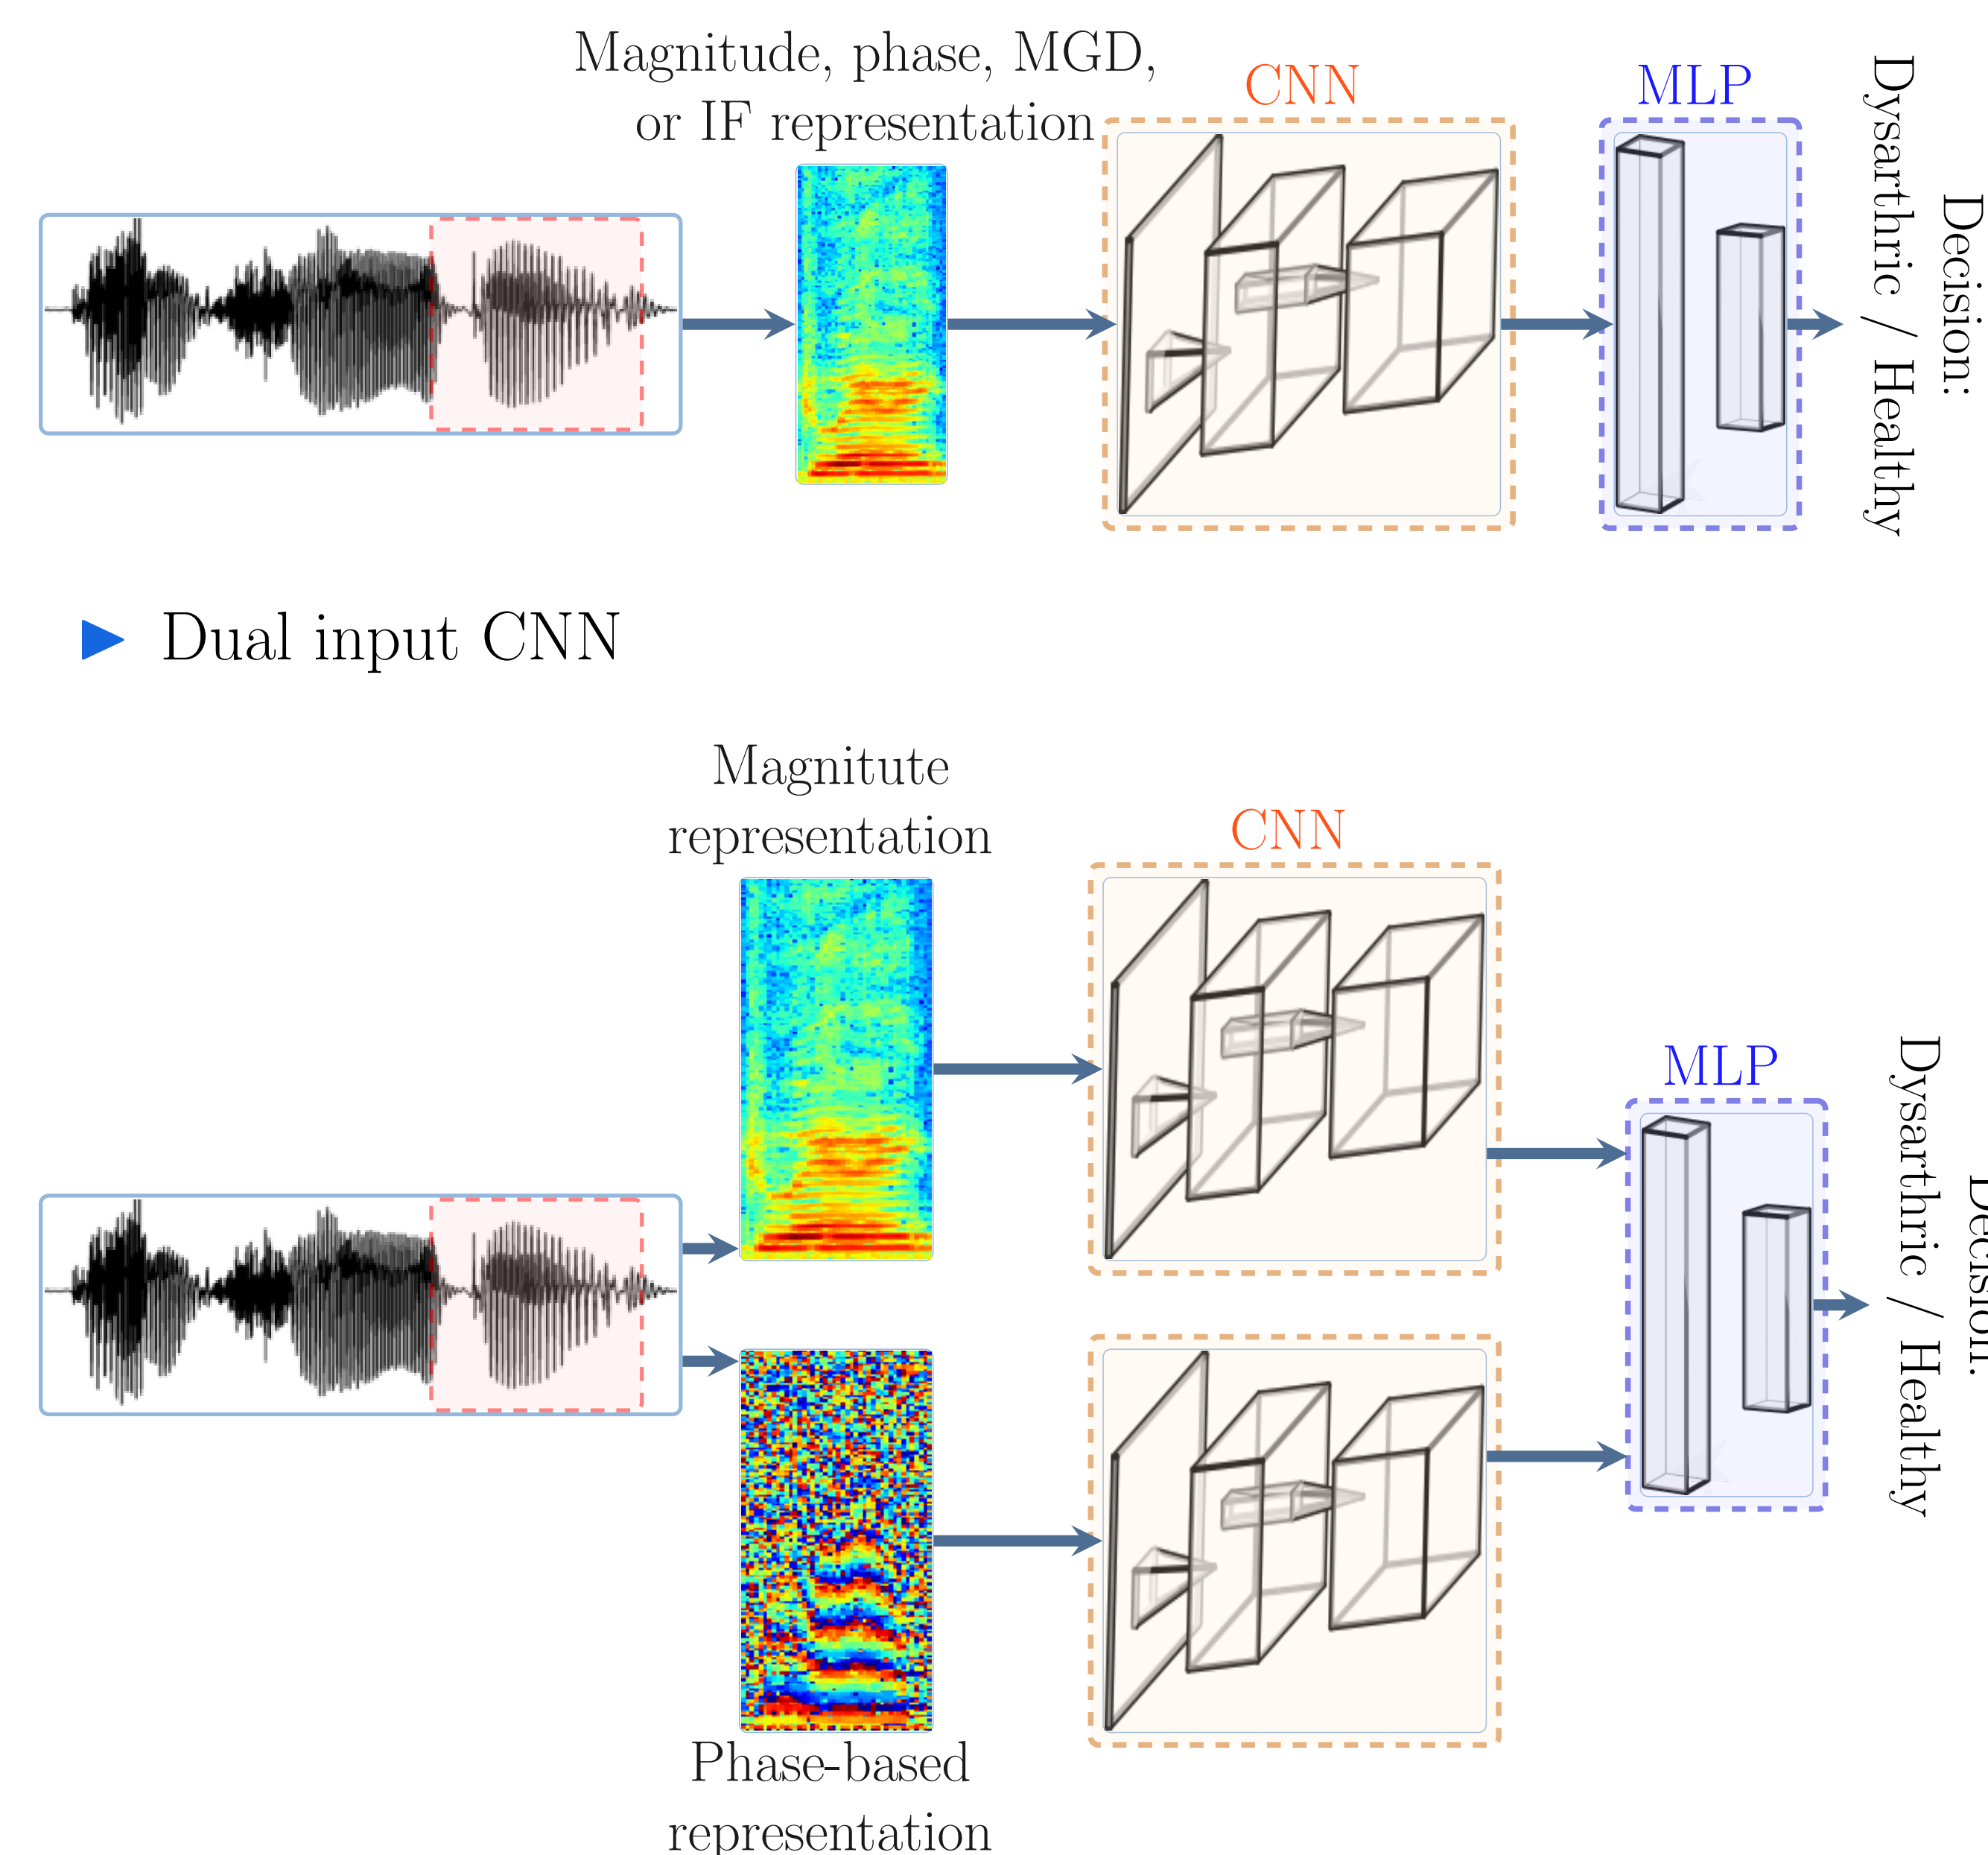 Magnitude, phase, MGD,
or IF representation
CNN
MLP
Decision:
Dysarthric / Healthy
Dual input CNN
Magnitute
representation
CNN
MLP
Decision:
Dysarthric / Healthy
Phase-based
representation